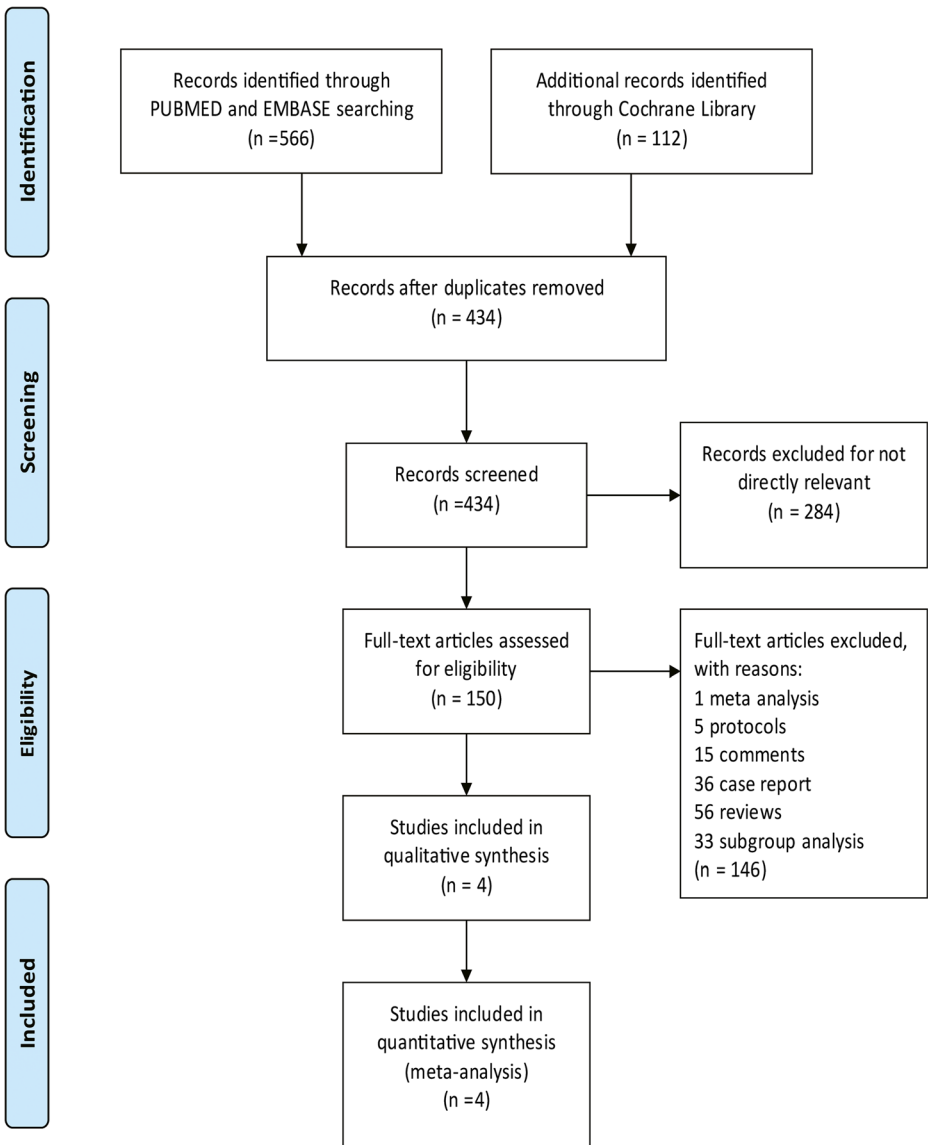 Identification
Records identified through
PUBMED and EMBASE searching
(n =566)
Additional records identified
through Cochrane Library
(n = 112)
Records after duplicates removed
(n = 434)
Screening
Records screened
(n =434)
Records excluded for not
directly relevant
(n = 284)
Eligibility
Full-text articles assessed
for eligibility
(n = 150)
Full-text articles excluded,
with reasons:
1 meta analysis
5 protocols
15 comments
36 case report
56 reviews
33 subgroup analysis
(n = 146)
Studies included in
qualitative synthesis
(n = 4)
Included
Studies included in
quantitative synthesis
(meta-analysis)
(n =4)